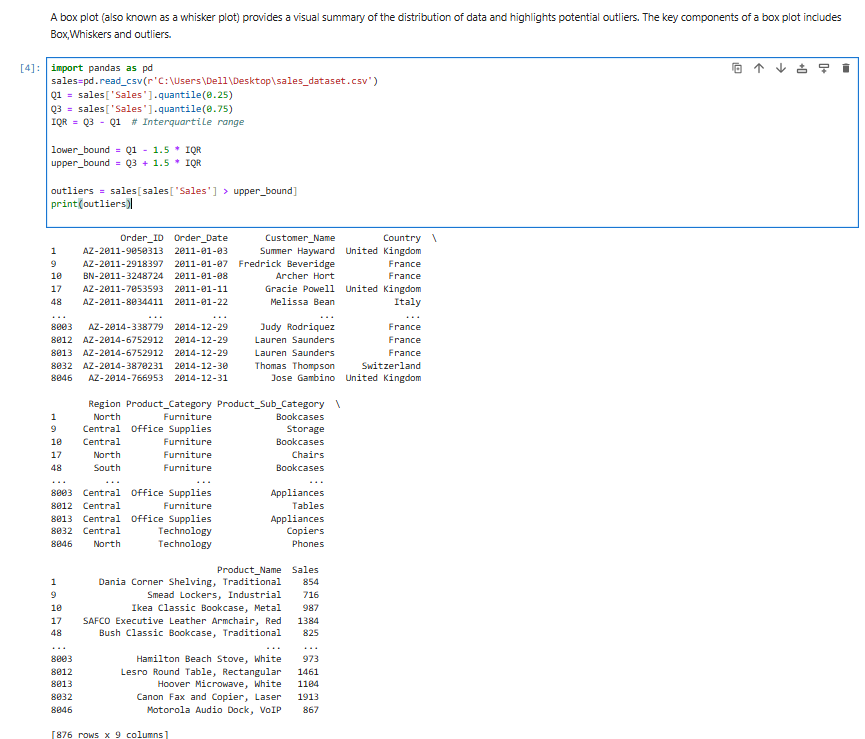 A box plot (also known as a whisker plot) provides a visual summary of the distribution of data and highlights potential outliers. The key components of a box plot includes
Box,Whiskers and outliers.
[4]:
import pandas as pd
sales=pd.read_csv(r'C:\Users\Dell\Desktop\sales_dataset.csv')
Q1 = sales['Sales'].quantile(0.25)
Q3 = sales['Sales'].quantile(0.75)
IQR = Q3 - Q1  # Interquartile range
lower_bound = Q1 - 1.5 * IQR
upper_bound = Q3 + 1.5 * IQR
outliers = sales[sales['Sales'] > upper_bound]
print(outliers)
Order_ID Order_Date Customer_Name Country \
1 AZ-2011-9050313 2011-01-03 Summer Hayward United Kingdom
9 AZ-2011-2918397 2011-01-07 Fredrick Beveridge France
10 BN-2011-3248724 2011-01-08 Archer Hort France
17 AZ-2011-7053593 2011-01-11 Gracie Powell United Kingdom
48 AZ-2011-8034411 2011-01-22 Melissa Bean Italy
... ... ... ... ...
8003 AZ-2014-338779 2014-12-29 Judy Rodriquez France
8012 AZ-2014-6752912 2014-12-29 Lauren Saunders France
8013 AZ-2014-6752912 2014-12-29 Lauren Saunders France
8032 AZ-2014-3870231 2014-12-30 Thomas Thompson Switzerland
8046 AZ-2014-766953 2014-12-31 Jose Gambino United Kingdom
Region Product_Category Product_Sub_Category \
1 North Furniture Bookcases
9 Central Office Supplies Storage
10 Central Furniture Bookcases
17 North Furniture Chairs
48 South Furniture Bookcases
... ... ... ...
8003 Central Office Supplies Appliances
8012 Central Furniture Tables
8013 Central Office Supplies Appliances
8032 Central Technology Copiers
8046 North Technology Phones
Product_Name Sales
1 Dania Corner Shelving, Traditional 854
9 Smead Lockers, Industrial 716
10 Ikea Classic Bookcase, Metal 987
17 SAFCO Executive Leather Armchair, Red 1384
48 Bush Classic Bookcase, Traditional 825
... ... ...
8003 Hamilton Beach Stove, White 973
8012 Lesro Round Table, Rectangular 1461
8013 Hoover Microwave, White 1104
8032 Canon Fax and Copier, Laser 1913
8046 Motorola Audio Dock, VoIP 867
[876 rows x 9 columns]